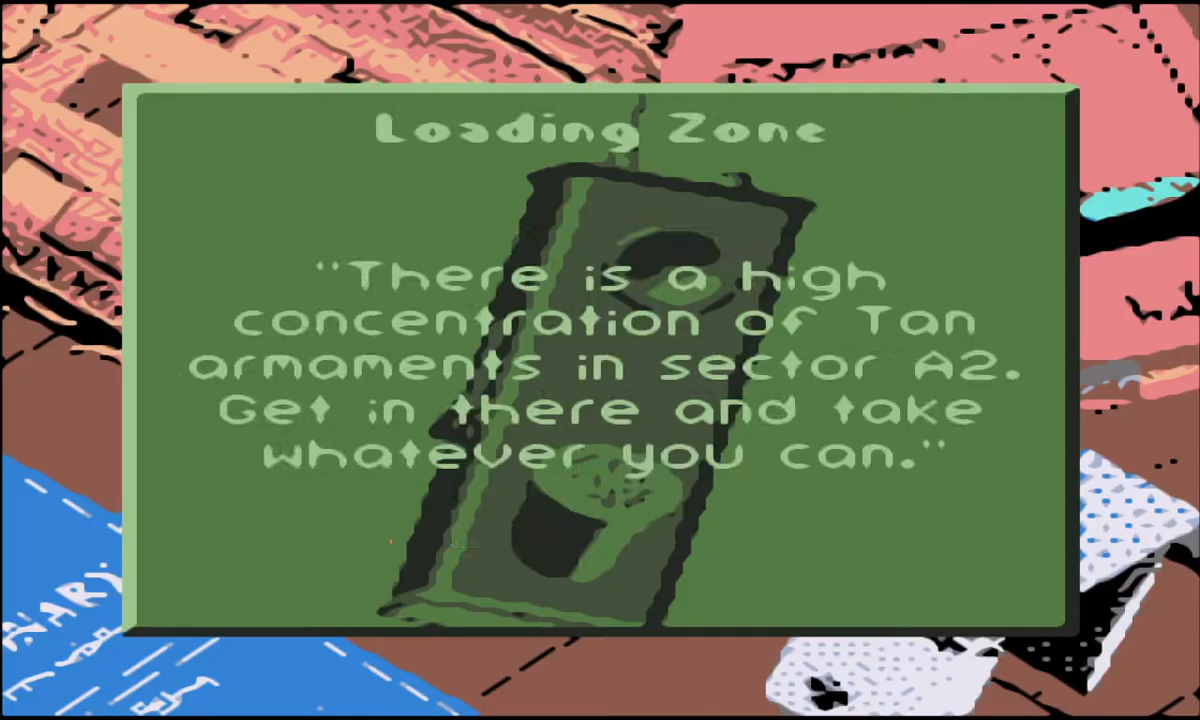 Loading Zone
"There is a high
concentration of Tan
armaments in sector A2.
Get in there and take
whatever you can."